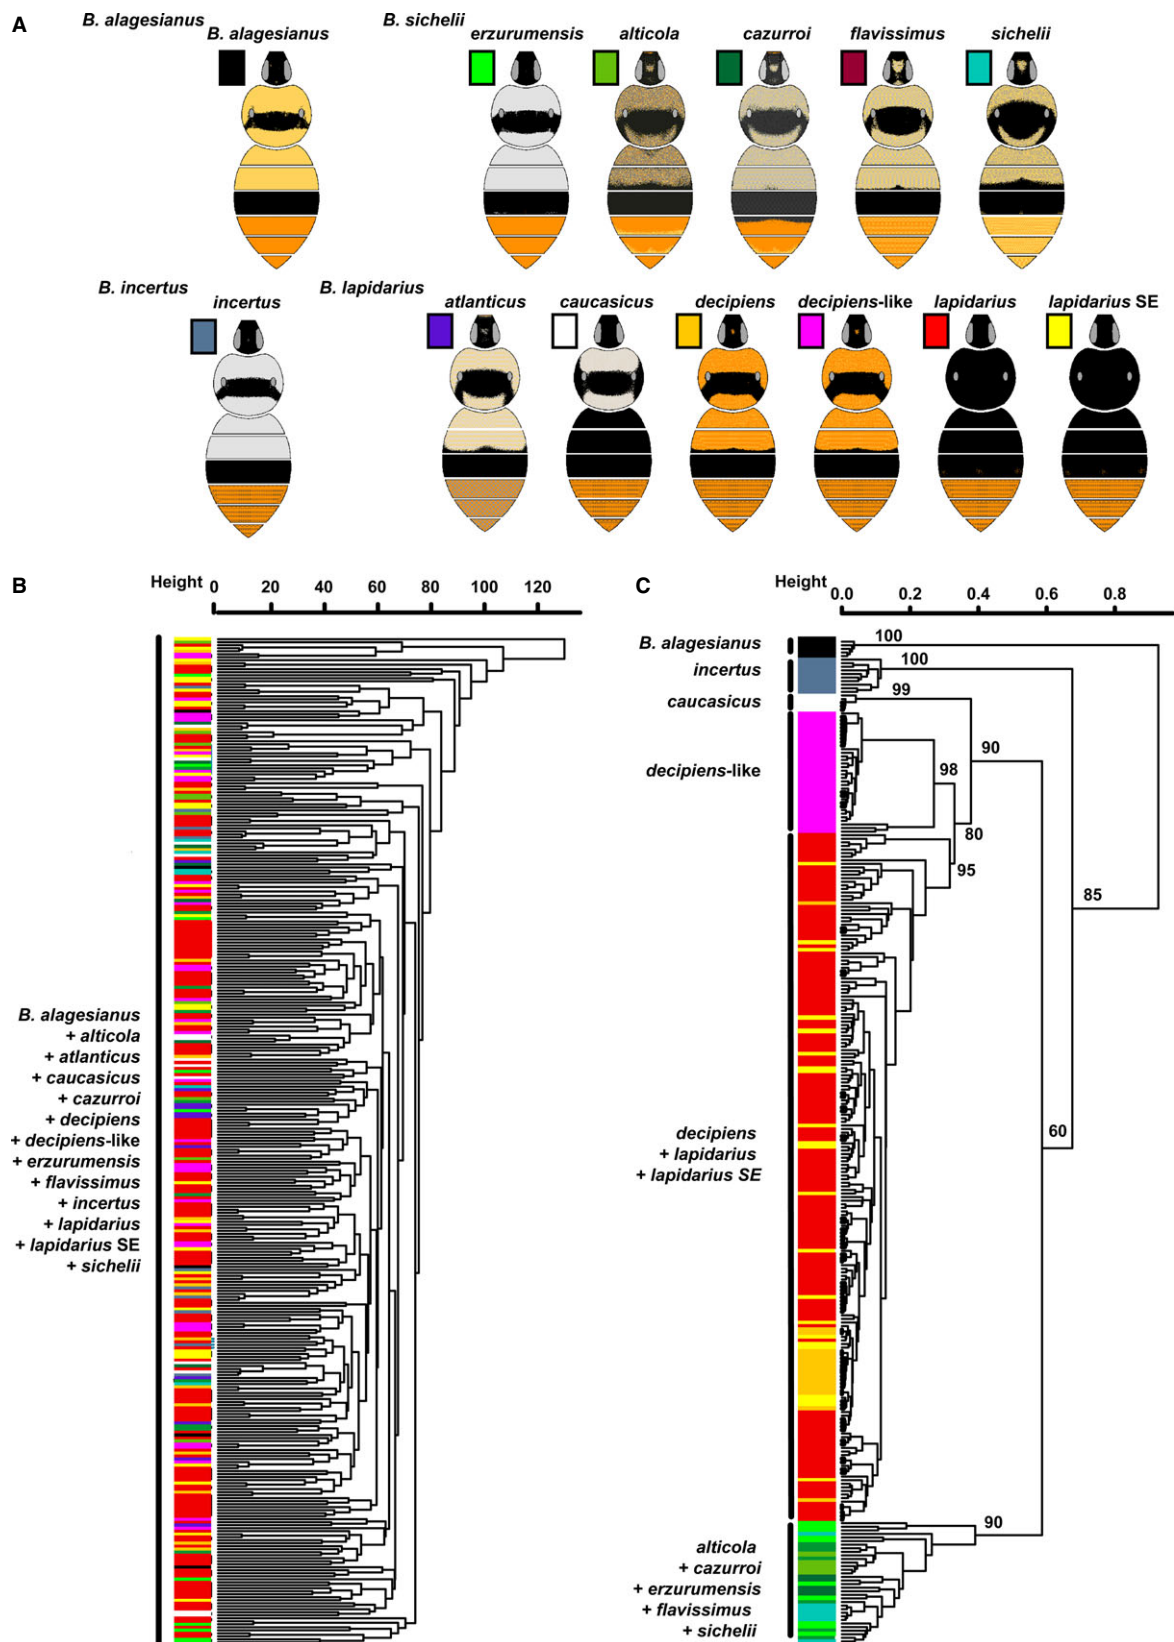 A
B. alagesianus
B. alagesianus
B. sichelii
erzurumensis
alticola
cazurroi
flavissimus
sichelii
B. incertus
incertus
B. lapidarius
atlanticus
caucasicus
decipiens
decipiens-like
lapidarius
lapidarius SE
B
Height
0 20 40 60 80 100 120
B. alagesianus
+ alticola
+ atlanticus
+ caucasicus
+ cazurroi
+ decipiens
+ decipiens-like
+ erzurumensis
+ flavissimus
+ incertus
+ lapidarius
+ lapidarius SE
+ sichelii
C
Height
0.0 0.2 0.4 0.6 0.8
B. alagesianus
100
incertus
100
caucasicus
99
90
decipiens-like
98
80
95
85
decipiens
+ lapidarius
+ lapidarius SE
60
90
alticola
+ cazurroi
+ erzurumensis
+ flavissimus
+ sichelii